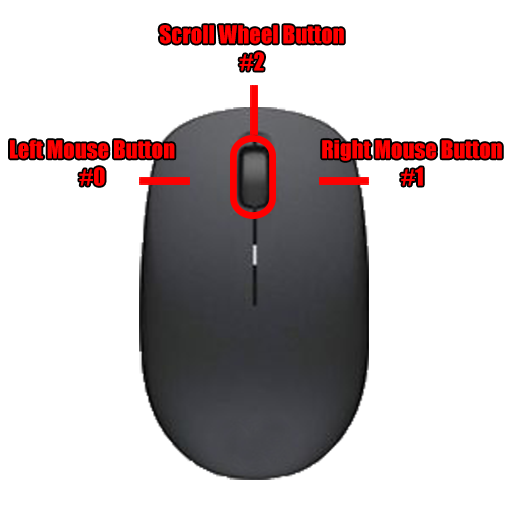 Scroll Wheel Button
#2
Left Mouse Button
#0
Right Mouse Button
#1